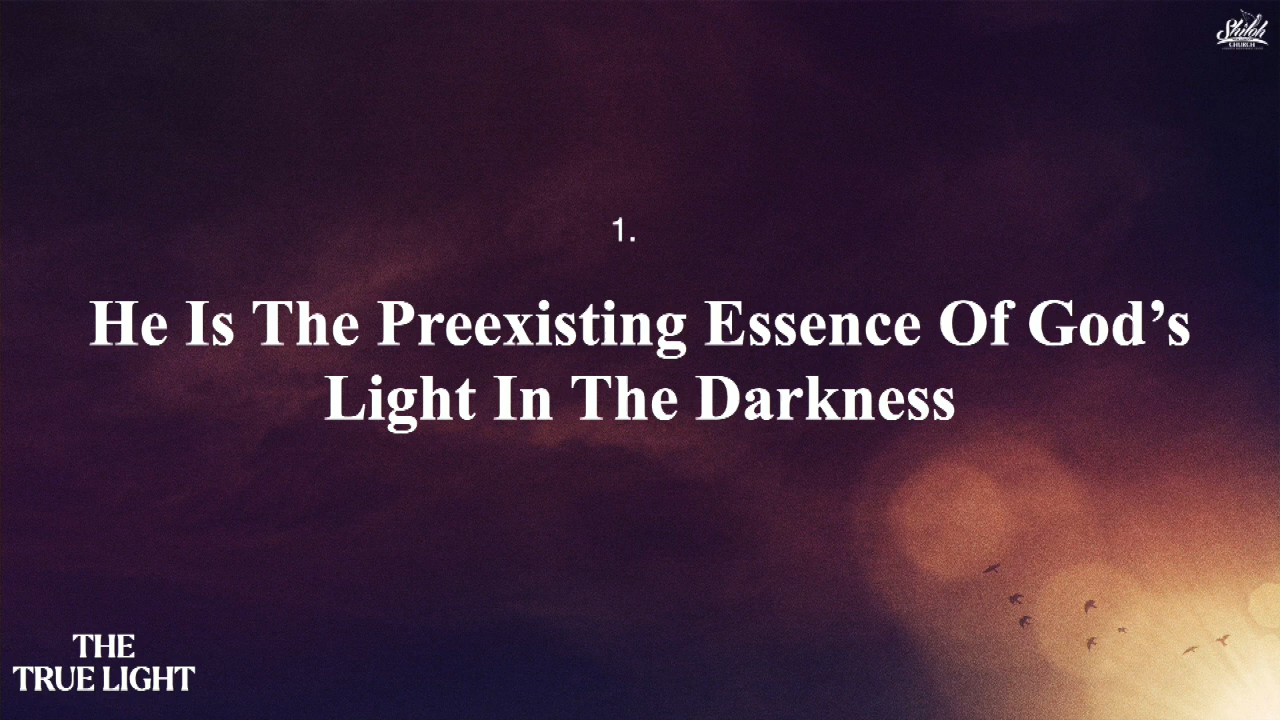 Shiloh
CHURCH
1.
He Is The Preexisting Essence Of God’s
Light In The Darkness
THE
TRUE LIGHT